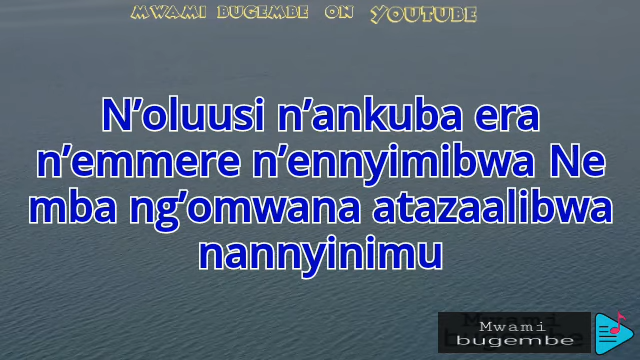 Mwami bugembe on YouTube
N’oluusi n’ankuba era
n’emmere n’ennyimibwa Ne
mba ng’omwana atazaalibwa
nannyinimu
Mwami
bugembe